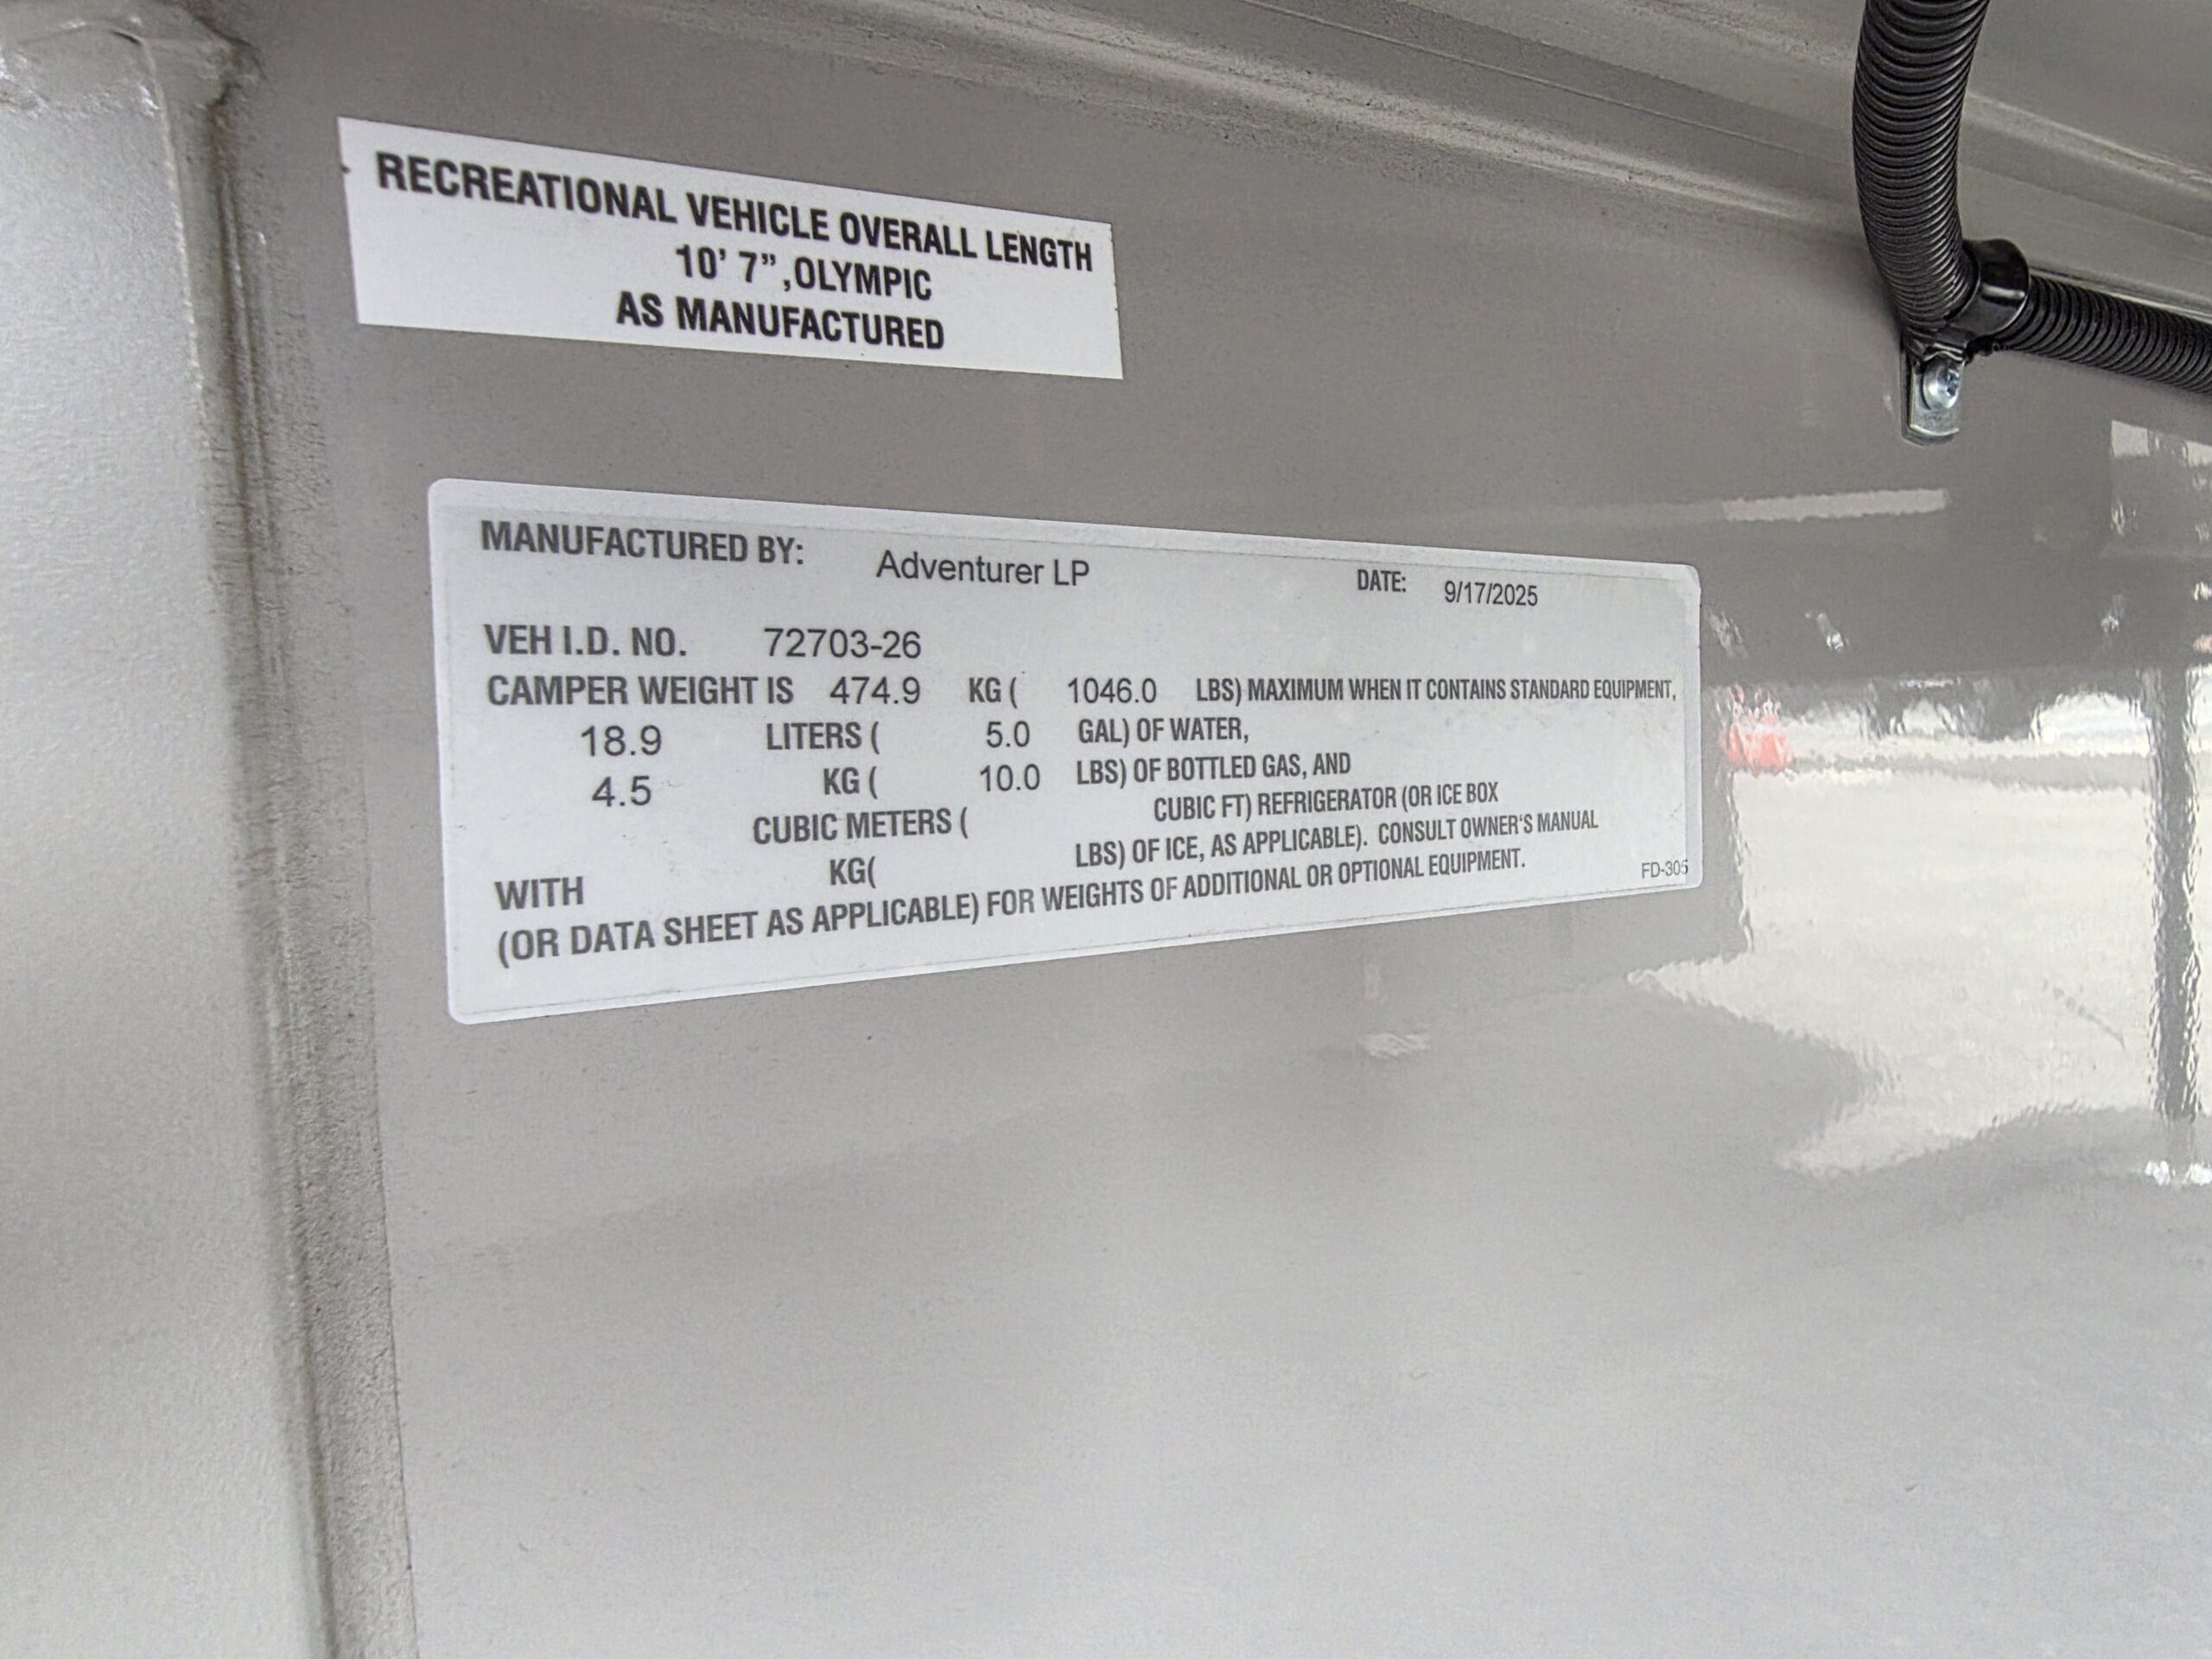 RECREATIONAL VEHICLE OVERALL LENGTH
10' 7",OLYMPIC
AS MANUFACTURED
MANUFACTURED BY: Adventurer LP DATE: 9/17/2025
VEH I.D. NO. 72703-26
CAMPER WEIGHT IS 474.9 KG ( 1046.0 LBS) MAXIMUM WHEN IT CONTAINS STANDARD EQUIPMENT,
18.9 LITERS ( 5.0 GAL) OF WATER,
4.5 KG ( 10.0 LBS) OF BOTTLED GAS, AND
CUBIC METERS ( CUBIC FT) REFRIGERATOR (OR ICE BOX
WITH KG( LBS) OF ICE, AS APPLICABLE). CONSULT OWNER'S MANUAL
(OR DATA SHEET AS APPLICABLE) FOR WEIGHTS OF ADDITIONAL OR OPTIONAL EQUIPMENT.
FD-305